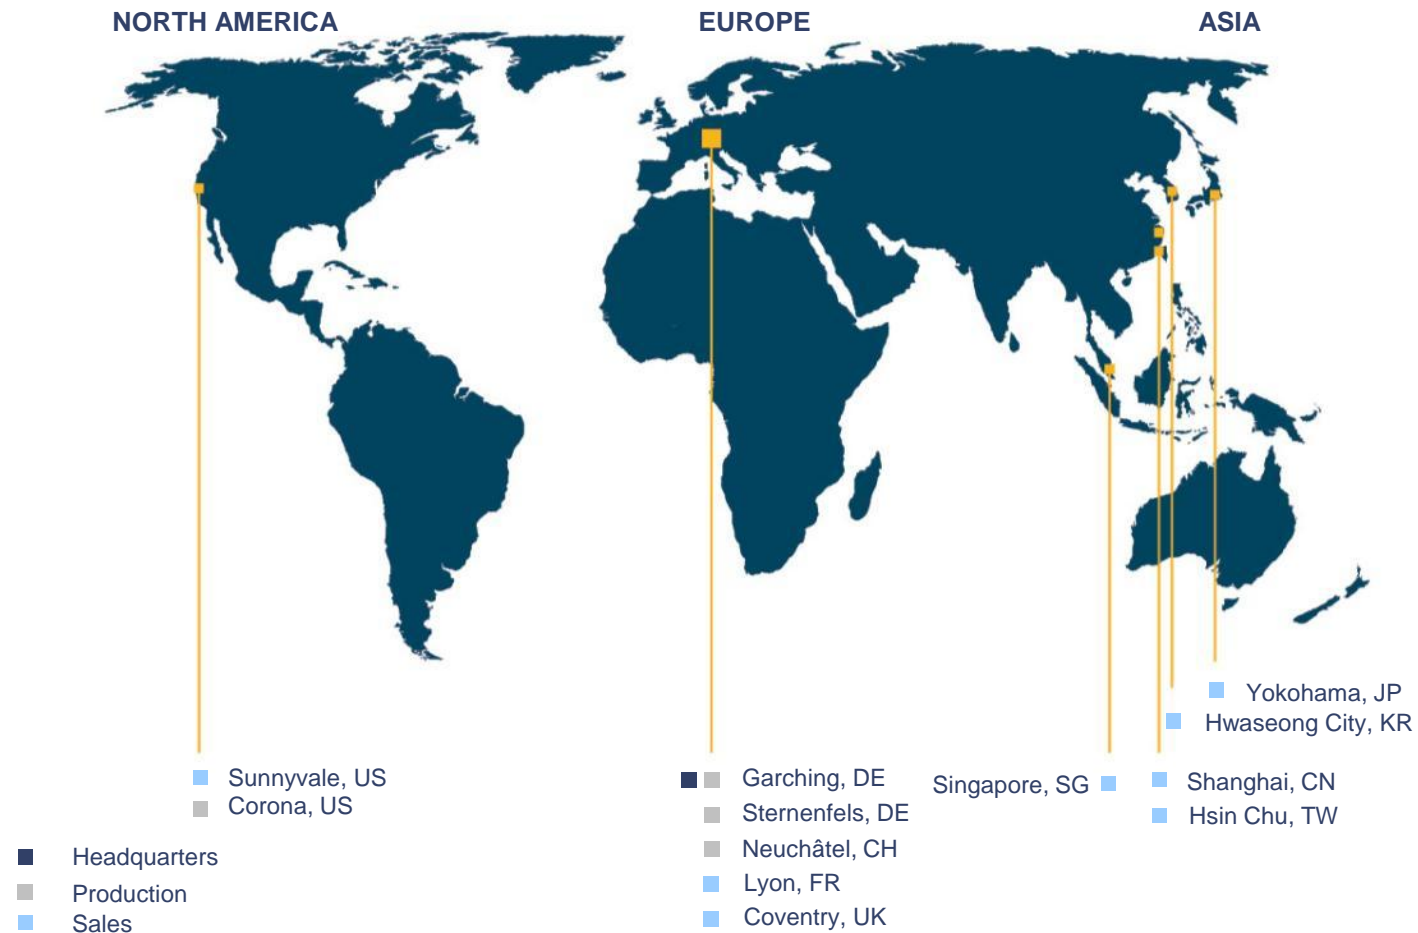 NORTH AMERICA
EUROPE
ASIA
Yokohama, JP
Hwaseong City, KR
Sunnyvale, US
Corona, US
Garching, DE
Sternenfels, DE
Neuchâtel, CH
Lyon, FR
Coventry, UK
Singapore, SG
Shanghai, CN
Hsin Chu, TW
Headquarters
Production
Sales